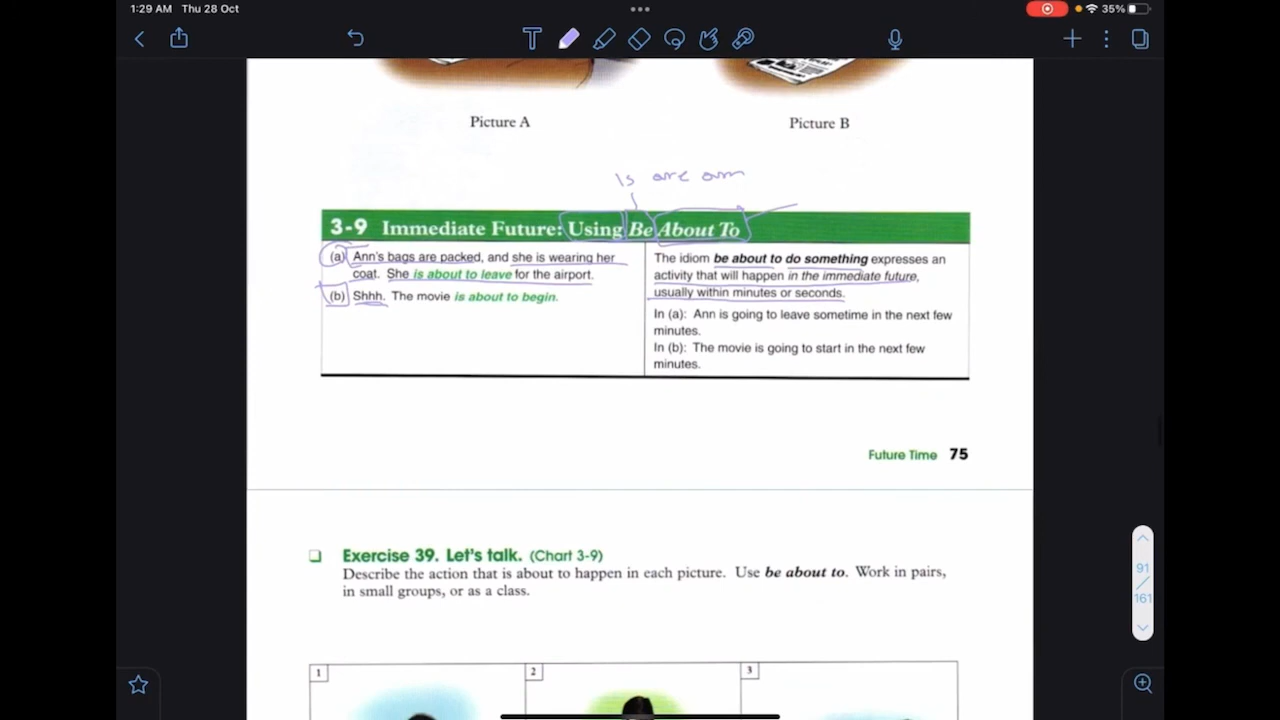 1:29 AM Thu 28 Oct
35%
Picture A
Picture B
Is are am
3-9 Immediate Future: Using Be About To
(a) Ann's bags are packed, and she is wearing her
coat. She is about to leave for the airport.
(b) Shhh. The movie is about to begin.
The idiom be about to do something expresses an
activity that will happen in the immediate future,
usually within minutes or seconds.
In (a): Ann is going to leave sometime in the next few
minutes.
In (b): The movie is going to start in the next few
minutes.
Future Time 75
91
/
161
Exercise 39. Let's talk. (Chart 3-9)
Describe the action that is about to happen in each picture. Use be about to. Work in pairs,
in small groups, or as a class.
1
2
3